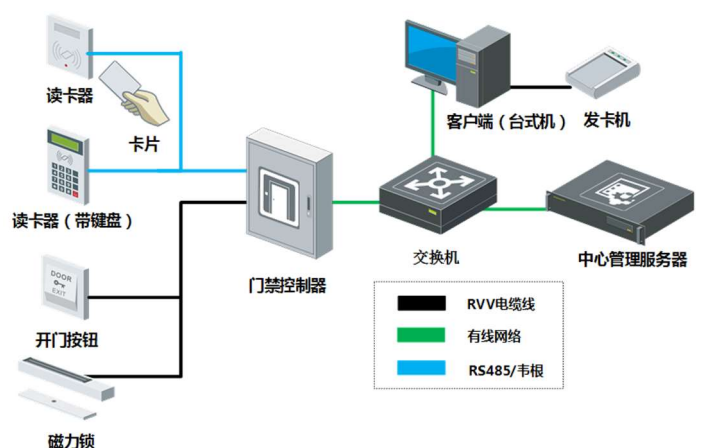 读卡器
卡片
客户端（台式机）
发卡机
读卡器（带键盘）
门禁控制器
交换机
中心管理服务器
DOOR
EXIT
开门按钮
磁力锁
RVV电缆线
有线网络
RS485/韦根